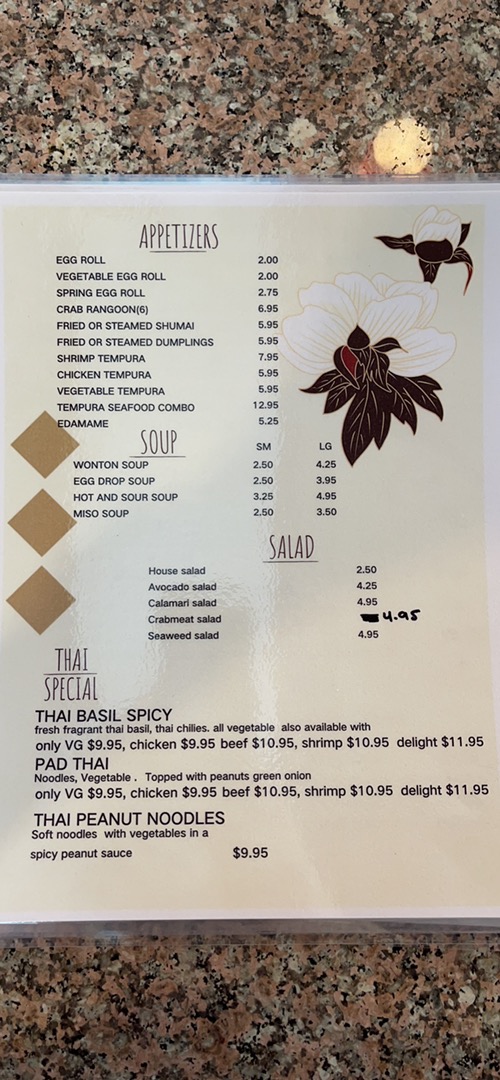 APPETIZERS
EGG ROLL 2.00
VEGETABLE EGG ROLL 2.00
SPRING EGG ROLL 2.75
CRAB RANGOON(6) 6.95
FRIED OR STEAMED SHUMAI 5.95
FRIED OR STEAMED DUMPLINGS 5.95
SHRIMP TEMPURA 7.95
CHICKEN TEMPURA 5.95
VEGETABLE TEMPURA 5.95
TEMPURA SEAFOOD COMBO 12.95
EDAMAME 5.25
SOUP SM LG
WONTON SOUP 2.50 4.25
EGG DROP SOUP 2.50 3.95
HOT AND SOUR SOUP 3.25 4.95
MISO SOUP 2.50 3.50
SALAD
House salad 2.50
Avocado salad 4.25
Calamari salad 4.95
Crabmeat salad 4.95
Seaweed salad 4.95
THAI
SPECIAL
THAI BASIL SPICY
fresh fragrant thai basil, thai chilies. all vegetable also available with
only VG $9.95, chicken $9.95 beef $10.95, shrimp $10.95 delight $11.95
PAD THAI
Noodles, Vegetable . Topped with peanuts green onion
only VG $9.95, chicken $9.95 beef $10.95, shrimp $10.95 delight $11.95
THAI PEANUT NOODLES
Soft noodles with vegetables in a
spicy peanut sauce $9.95